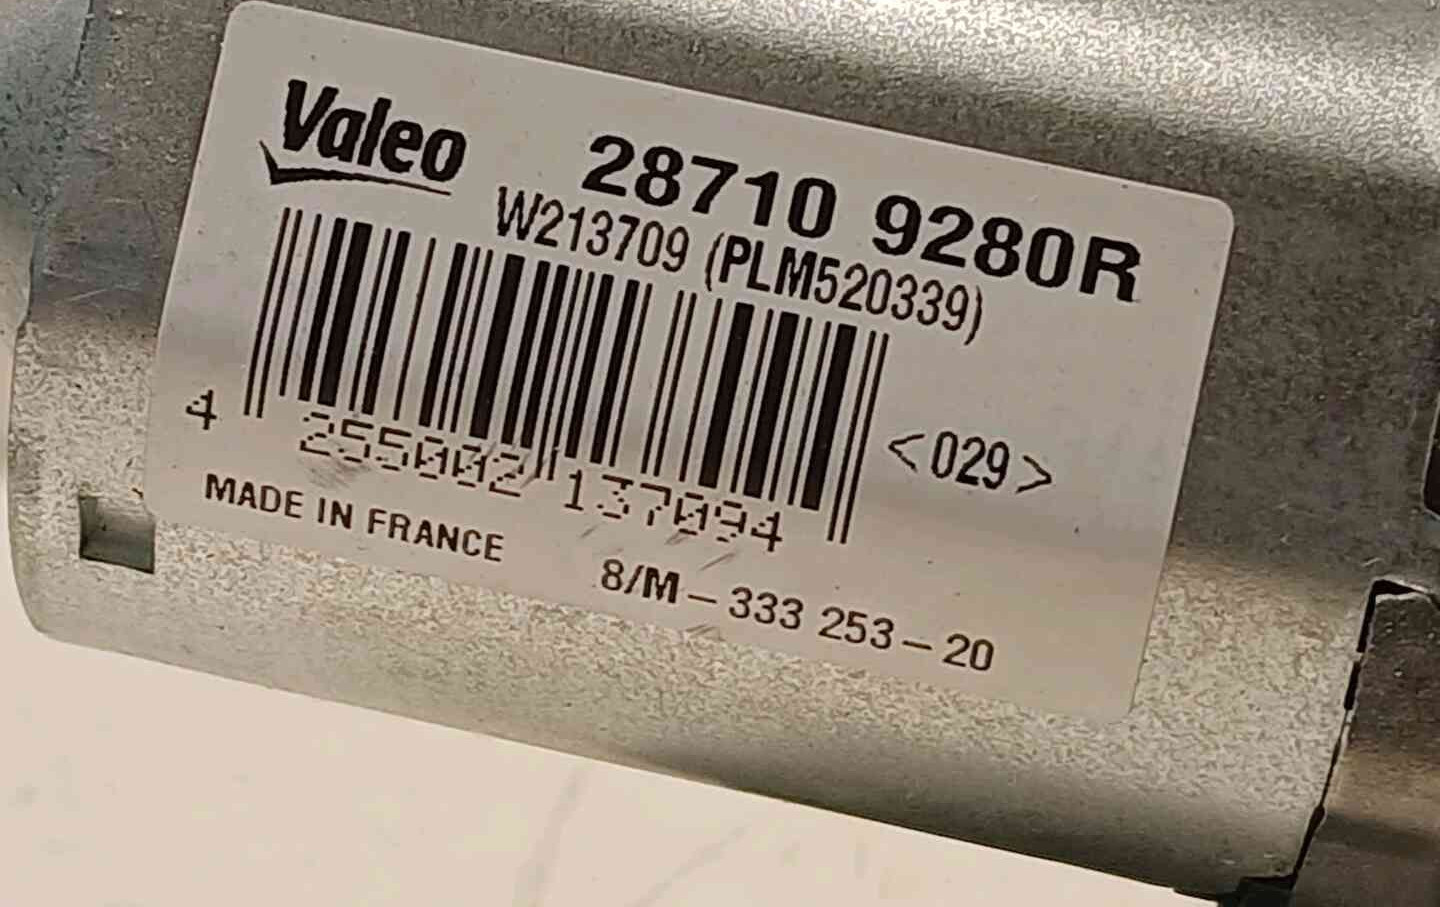 Valeo 28710 9280R
W213709 (PLM520339)
4 255002 137094 <029>
MADE IN FRANCE 8/M-333 253-20